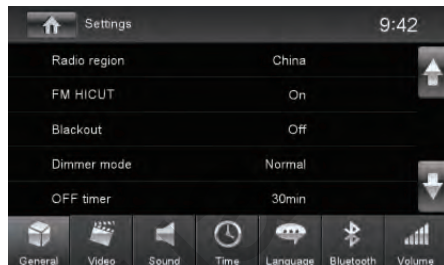 Settings 9:42
Radio region China
FM HICUT On
Blackout Off
Dimmer mode Normal
OFF timer 30min
General Video Sound Time Language Bluetooth Volume